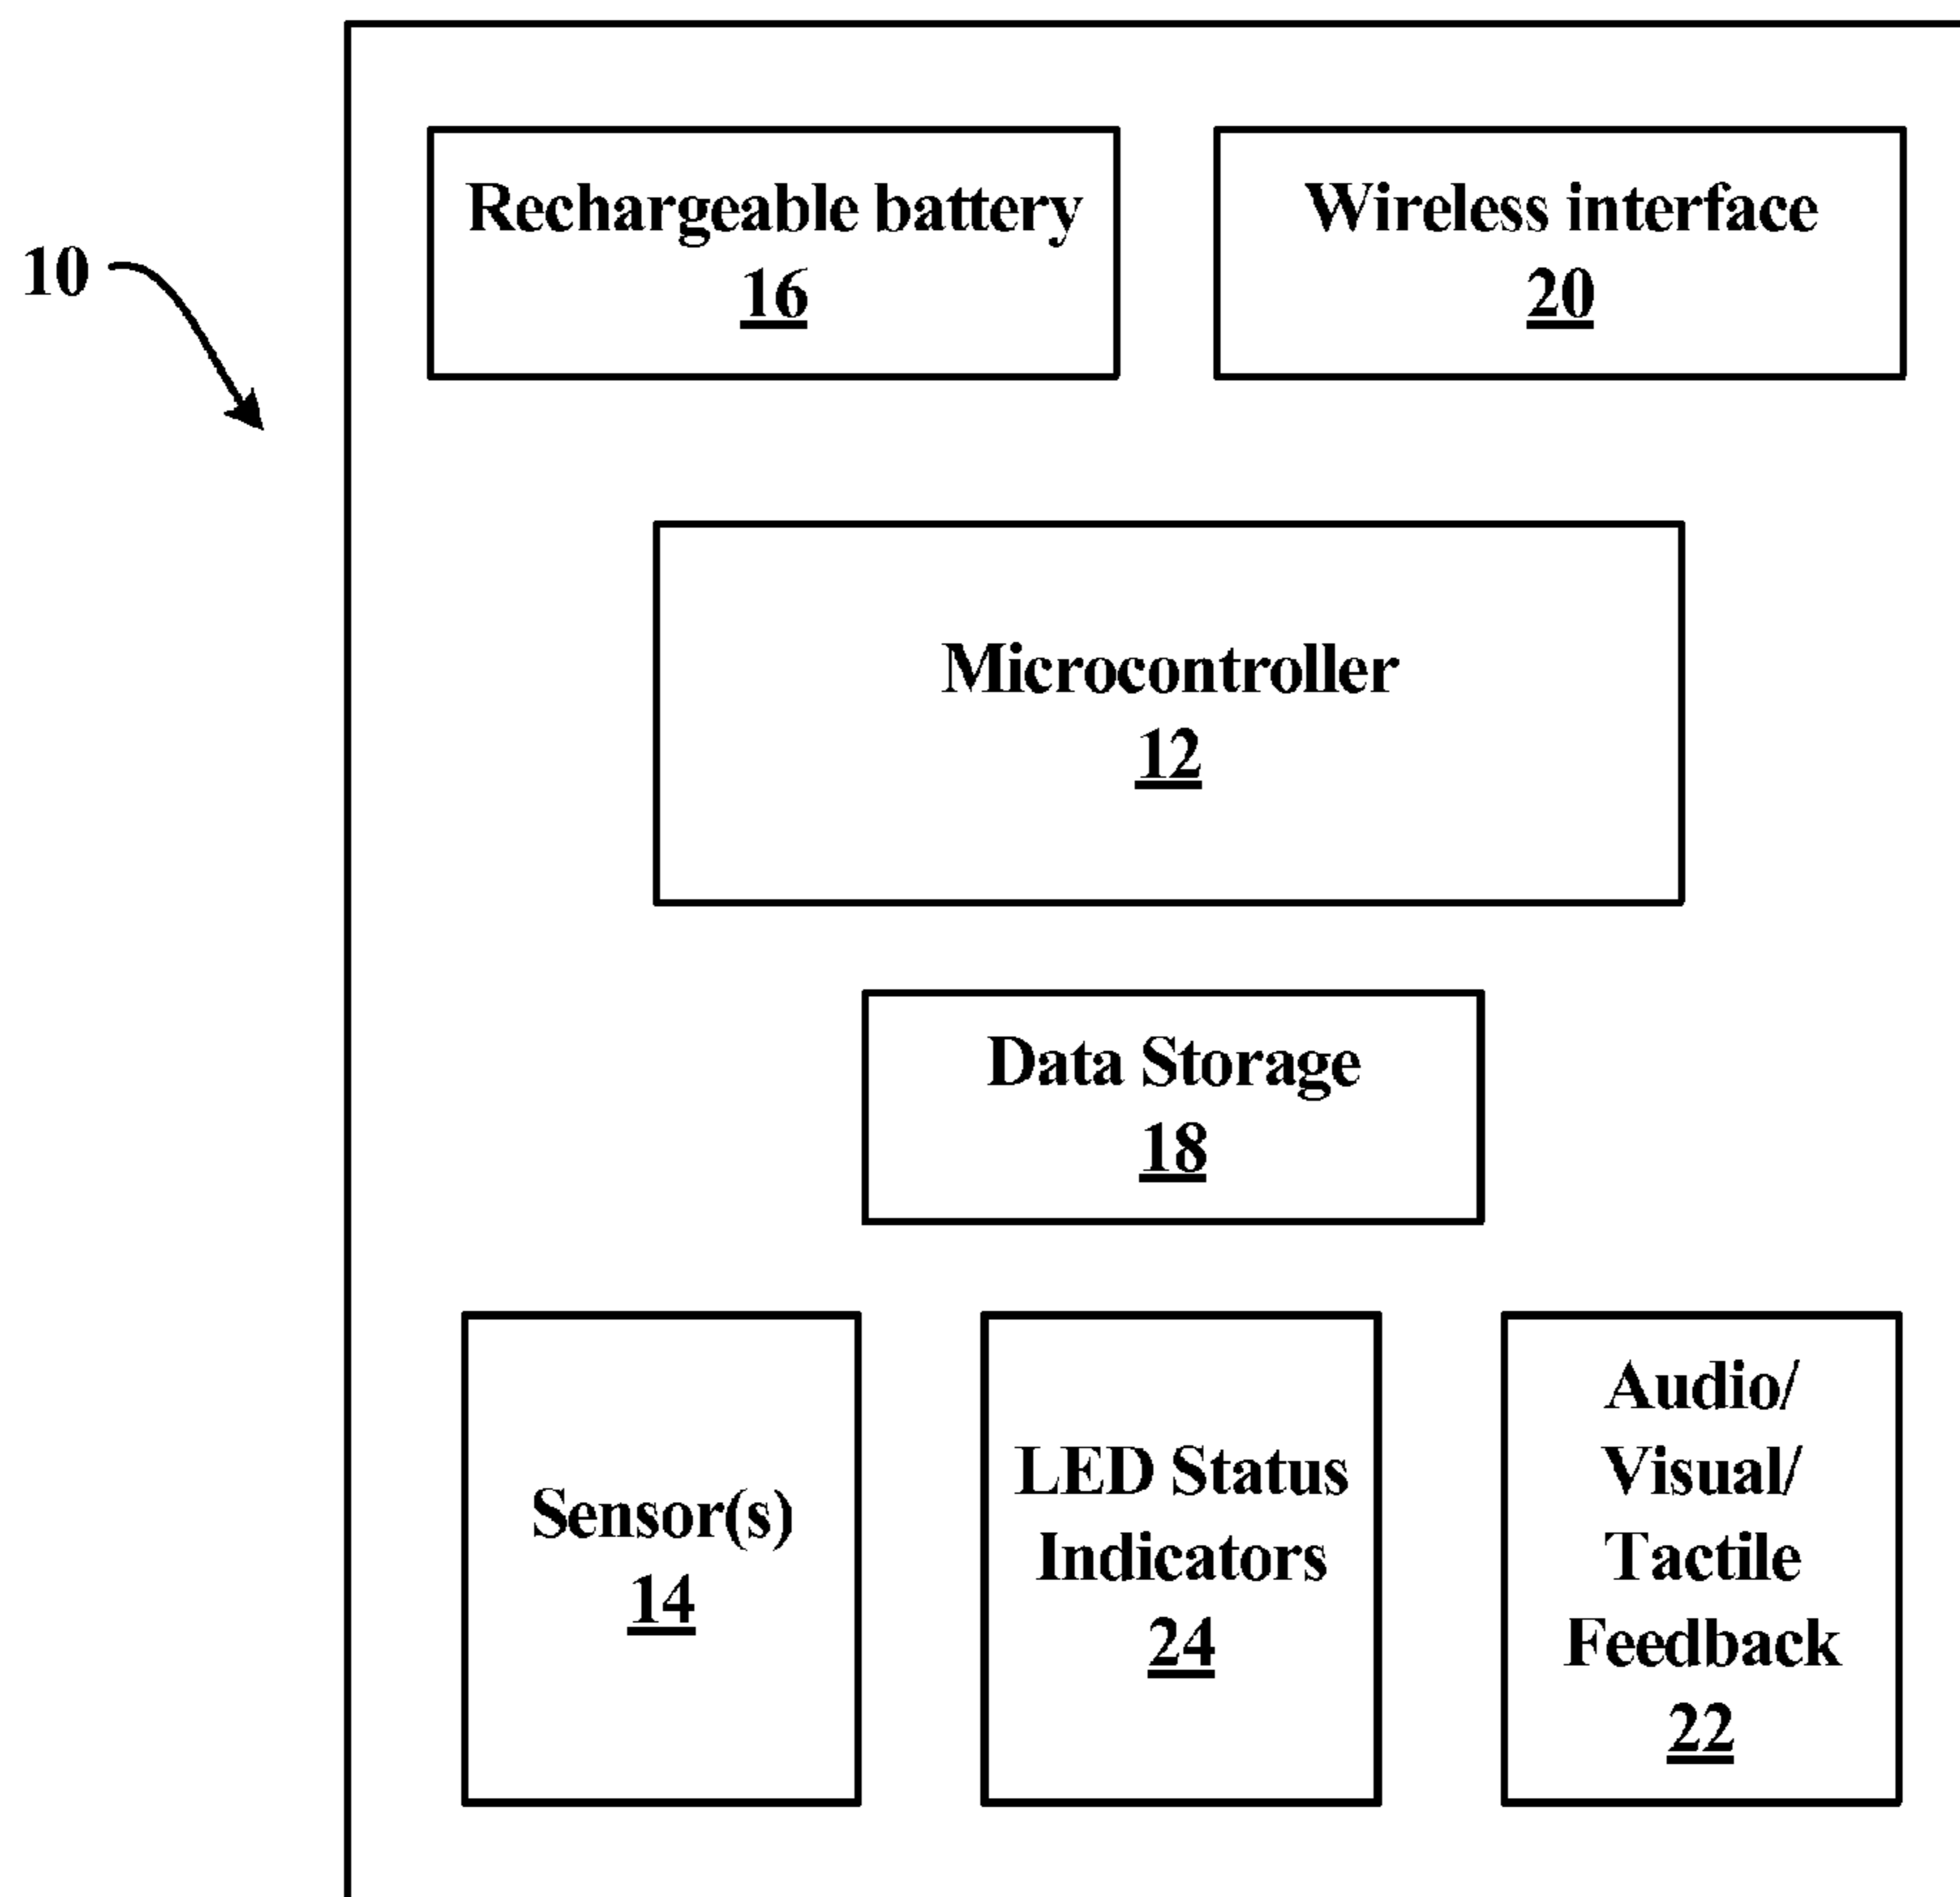 10
Rechargeable battery
16
Wireless interface
20
Microcontroller
12
Data Storage
18
Sensor(s)
14
LED Status
Indicators
24
Audio/
Visual/
Tactile
Feedback
22